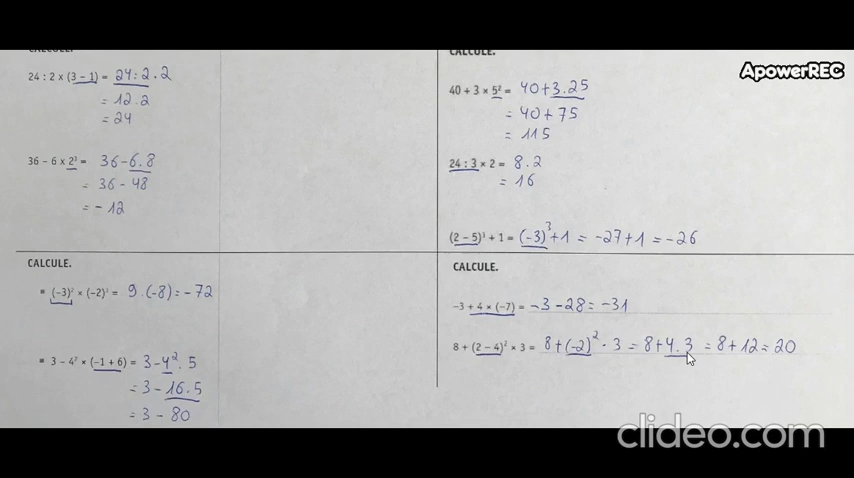 CALCULE.
24 : 2 × (3 – 1) = 24 : 2 . 2
= 12 . 2
= 24
36 – 6 × 2³ = 36 - 6 . 8
= 36 - 48
= - 12
CALCULE.
= (–3)² × (–2)³ = 9 . (-8) = - 72
= 3 – 4² × (–1 + 6) = 3 - 4² . 5
= 3 - 16 . 5
= 3 - 80
CALCULE.
40 + 3 × 5² = 40 + 3 . 25
= 40 + 75
= 115
24 : 3 × 2 = 8 . 2
= 16
(2 – 5)³ + 1 = (-3)³ + 1 = -27 + 1 = -26
CALCULE.
–3 + 4 × (–7) = -3 - 28 = -31
8 + (2 – 4)² × 3 = 8 + (-2)² . 3 = 8 + 4 . 3 = 8 + 12 = 20
ApowerREC
clideo.com